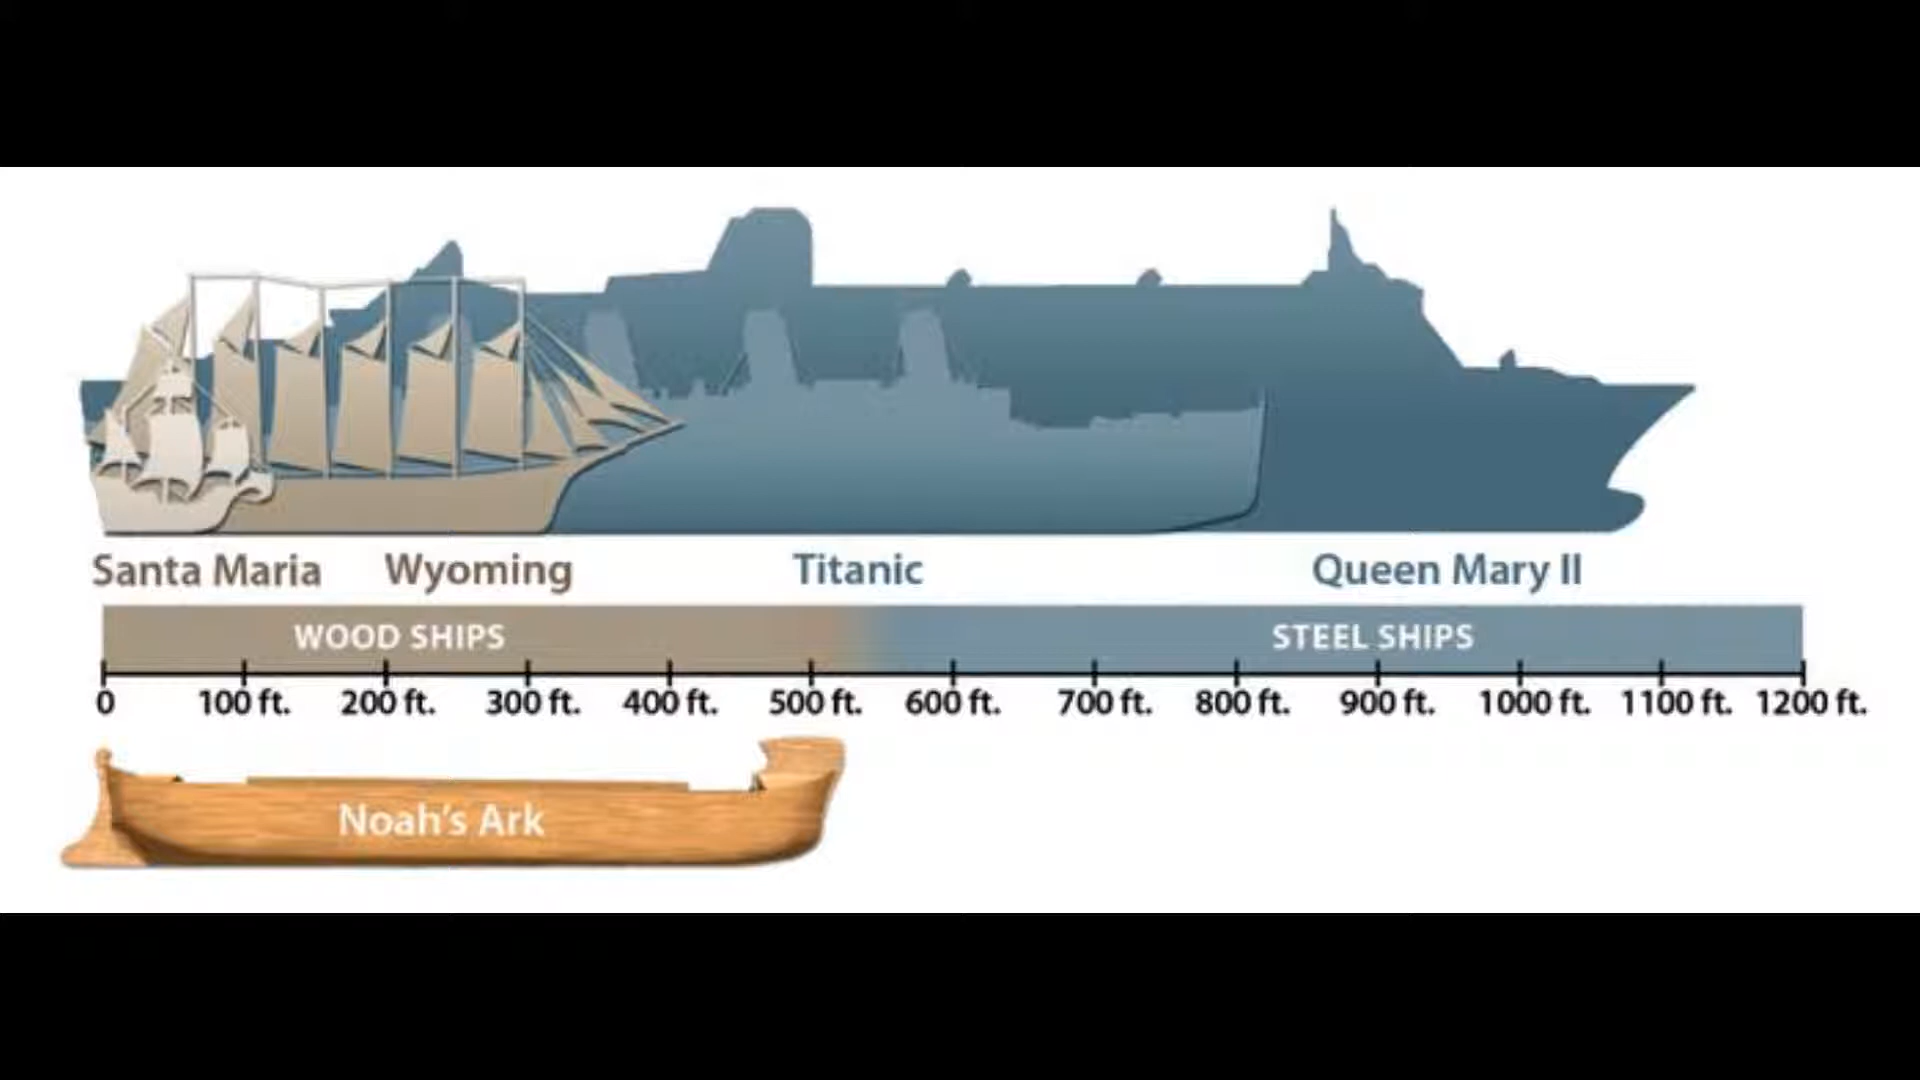 Santa Maria Wyoming Titanic Queen Mary II
WOOD SHIPS STEEL SHIPS
0 100 ft. 200 ft. 300 ft. 400 ft. 500 ft. 600 ft. 700 ft. 800 ft. 900 ft. 1000 ft. 1100 ft. 1200 ft.
Noah's Ark